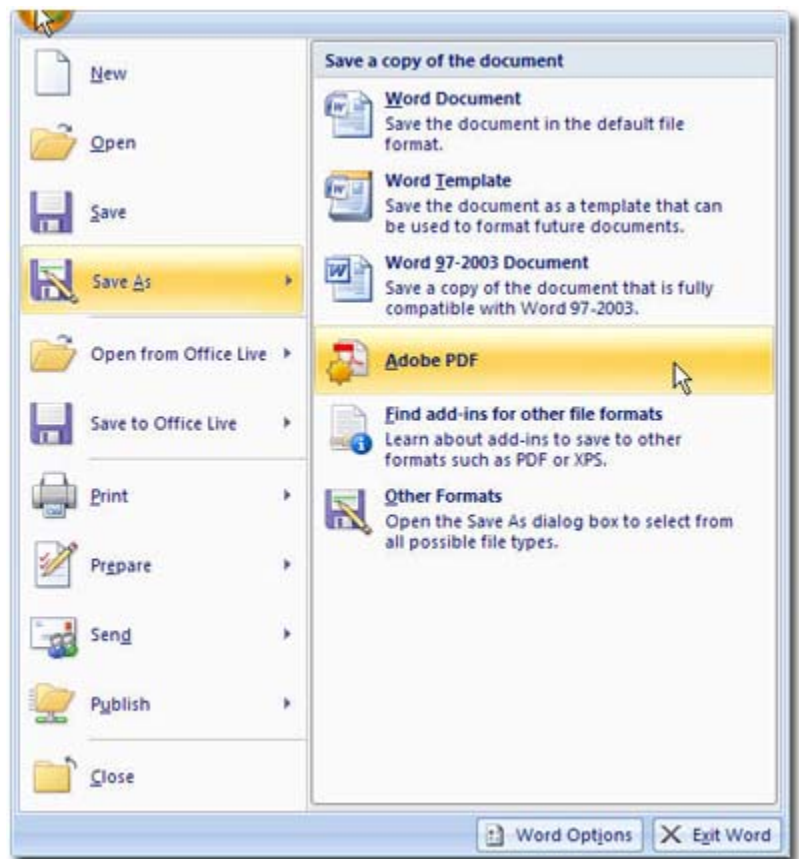 New
Open
Save
Save As
Open from Office Live
Save to Office Live
Print
Prepare
Send
Publish
Close
Save a copy of the document
Word Document
Save the document in the default file
format.
Word Template
Save the document as a template that can
be used to format future documents.
Word 97-2003 Document
Save a copy of the document that is fully
compatible with Word 97-2003.
Adobe PDF
Find add-ins for other file formats
Learn about add-ins to save to other
formats such as PDF or XPS.
Other Formats
Open the Save As dialog box to select from
all possible file types.
Word Options
Exit Word